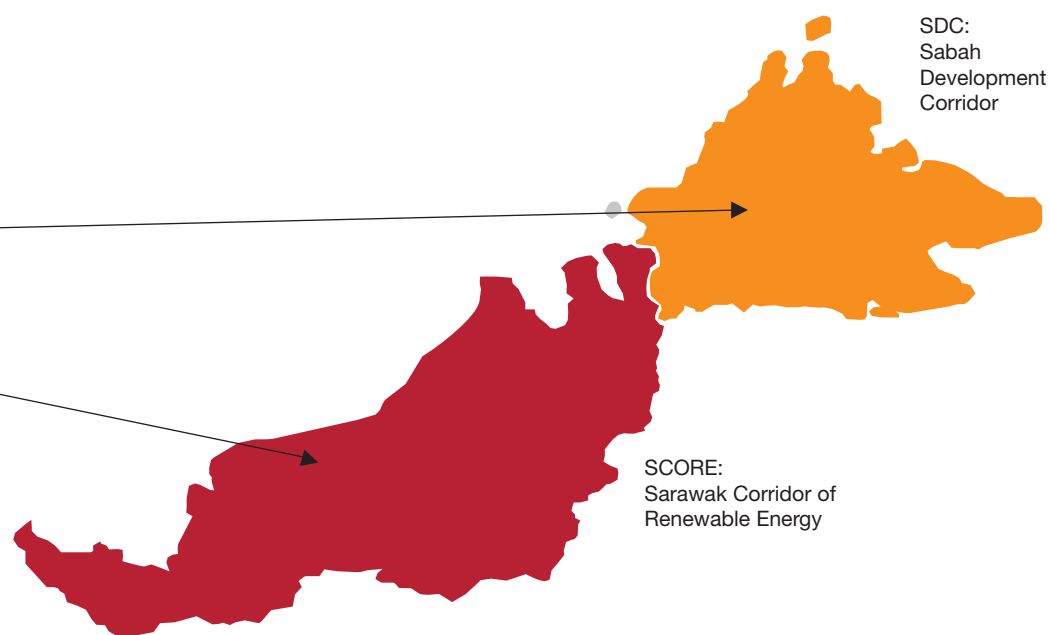 SDC:
Sabah
Development
Corridor
SCORE:
Sarawak Corridor of
Renewable Energy